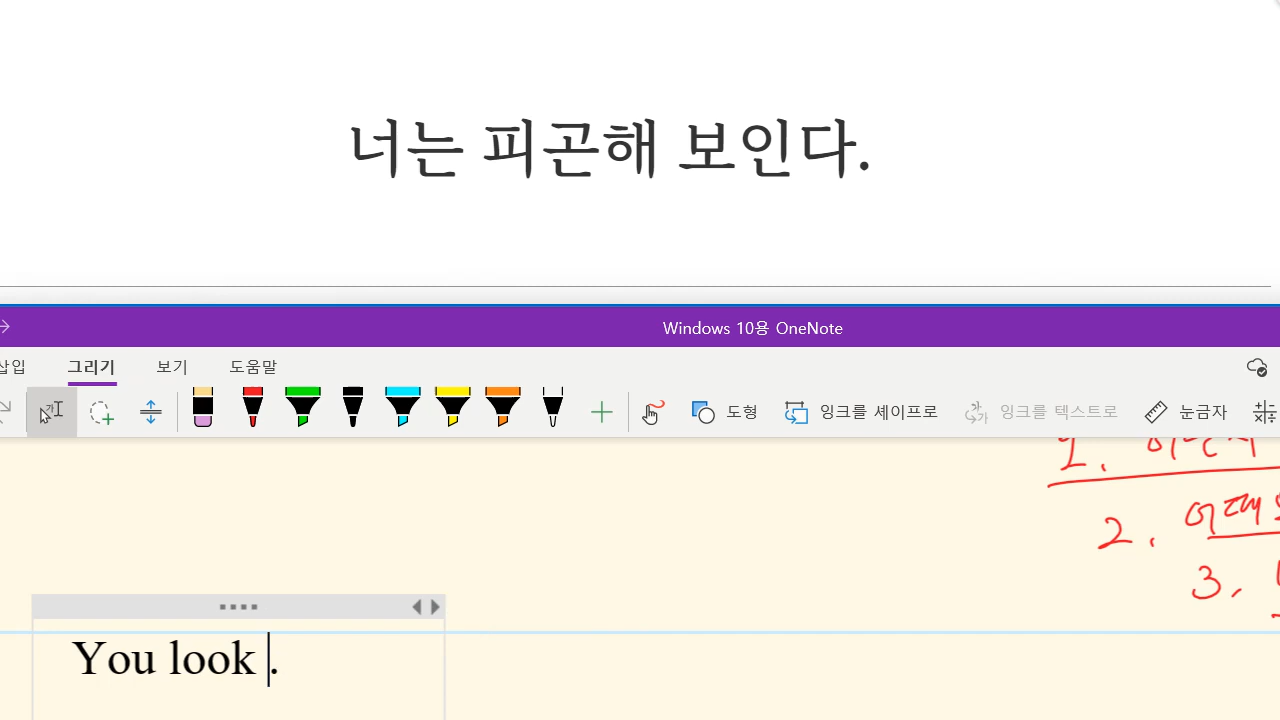 너는 피곤해 보인다.
Windows 10용 OneNote
삽입 그리기 보기 도움말
도형 잉크를 셰이프로 잉크를 텍스트로 눈금자
1.
2.
3.
You look .